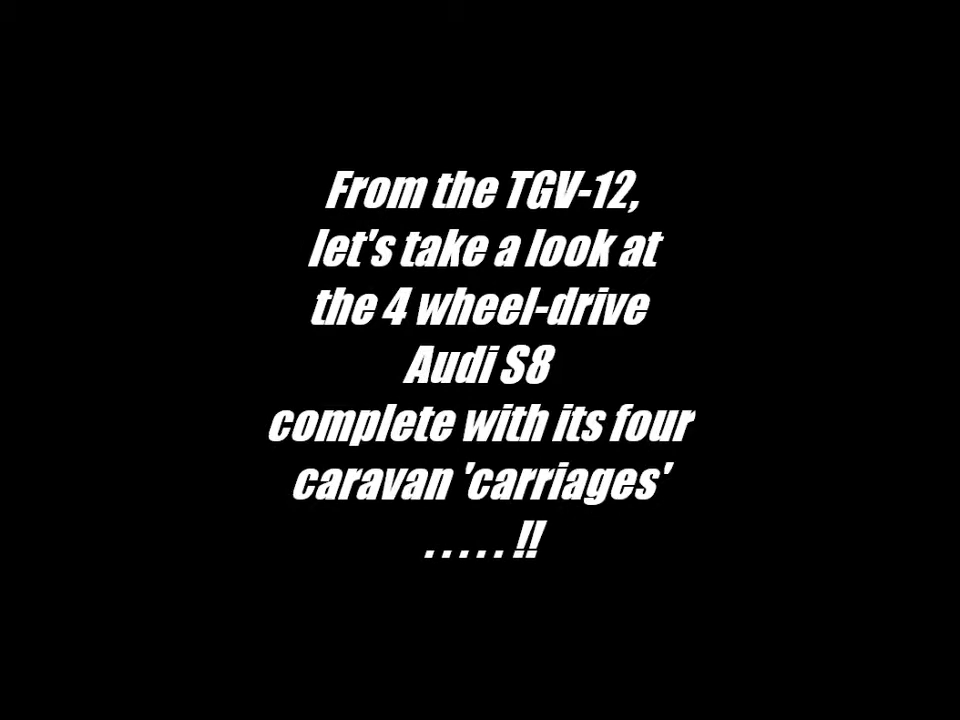 From the TGV-12,
let's take a look at
the 4 wheel-drive
Audi S8
complete with its four
caravan 'carriages'
. . . . . !!